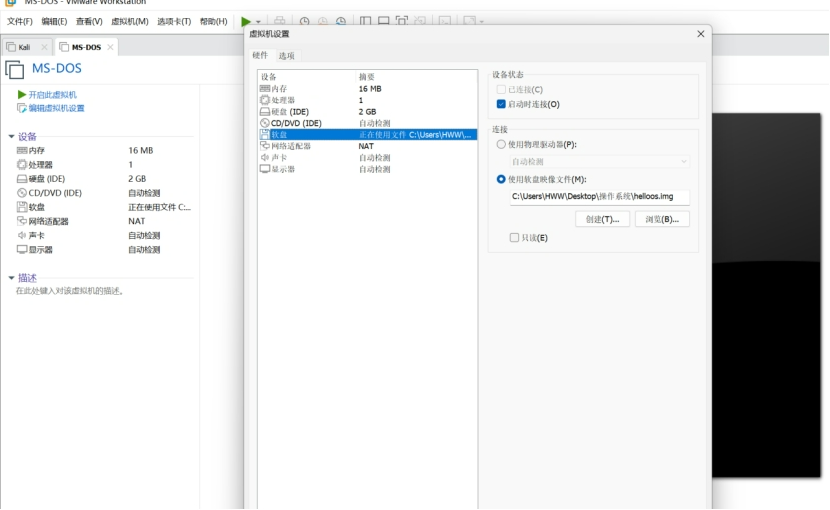 MS-DOS - VMware Workstation
文件(F) 编辑(E) 查看(V) 虚拟机(M) 选项卡(T) 帮助(H)
Kali
MS-DOS
MS-DOS
开启此虚拟机
编辑虚拟机设置
设备
内存 16 MB
处理器 1
硬盘 (IDE) 2 GB
CD/DVD (IDE) 自动检测
软盘 正在使用文件 C:...
网络适配器 NAT
声卡 自动检测
显示器 自动检测
描述
在此处键入对该虚拟机的描述。
虚拟机设置
硬件 选项
设备 摘要
内存 16 MB
处理器 1
硬盘 (IDE) 2 GB
CD/DVD (IDE) 自动检测
软盘 正在使用文件 C:\Users\HWW\...
网络适配器 NAT
声卡 自动检测
显示器 自动检测
设备状态
已连接(C)
启动时连接(O)
连接
使用物理驱动器(P):
自动检测
使用软盘映像文件(M):
C:\Users\HWW\Desktop\操作系统\helloos.img
创建(T)... 浏览(B)...
只读(E)